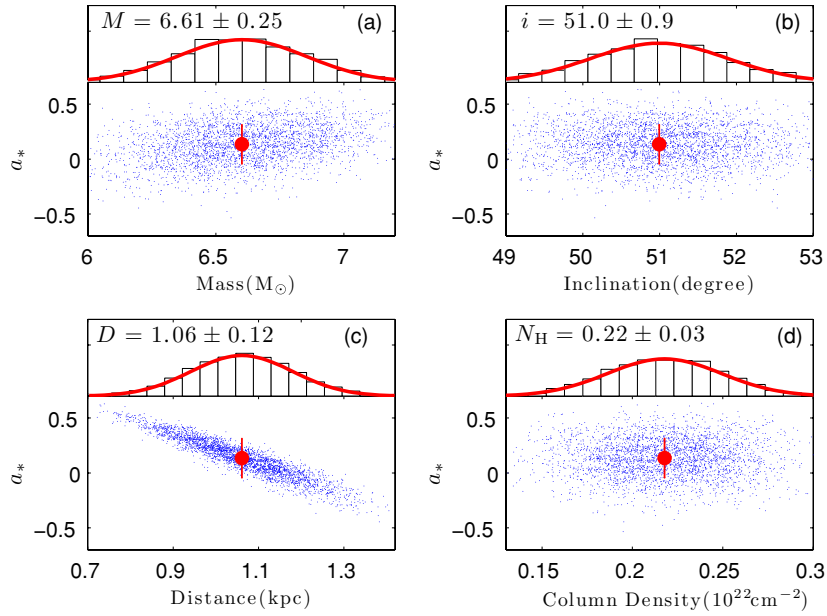 M = 6.61 ± 0.25 (a)
0.5
0
−0.5
a*
6 6.5 7
Mass(M⊙)
i = 51.0 ± 0.9 (b)
0.5
0
−0.5
a*
49 50 51 52 53
Inclination(degree)
D = 1.06 ± 0.12 (c)
0.5
0
−0.5
a*
0.7 0.9 1.1 1.3
Distance(kpc)
N_H = 0.22 ± 0.03 (d)
0.5
0
−0.5
a*
0.15 0.2 0.25 0.3
Column Density(10²²cm⁻²)